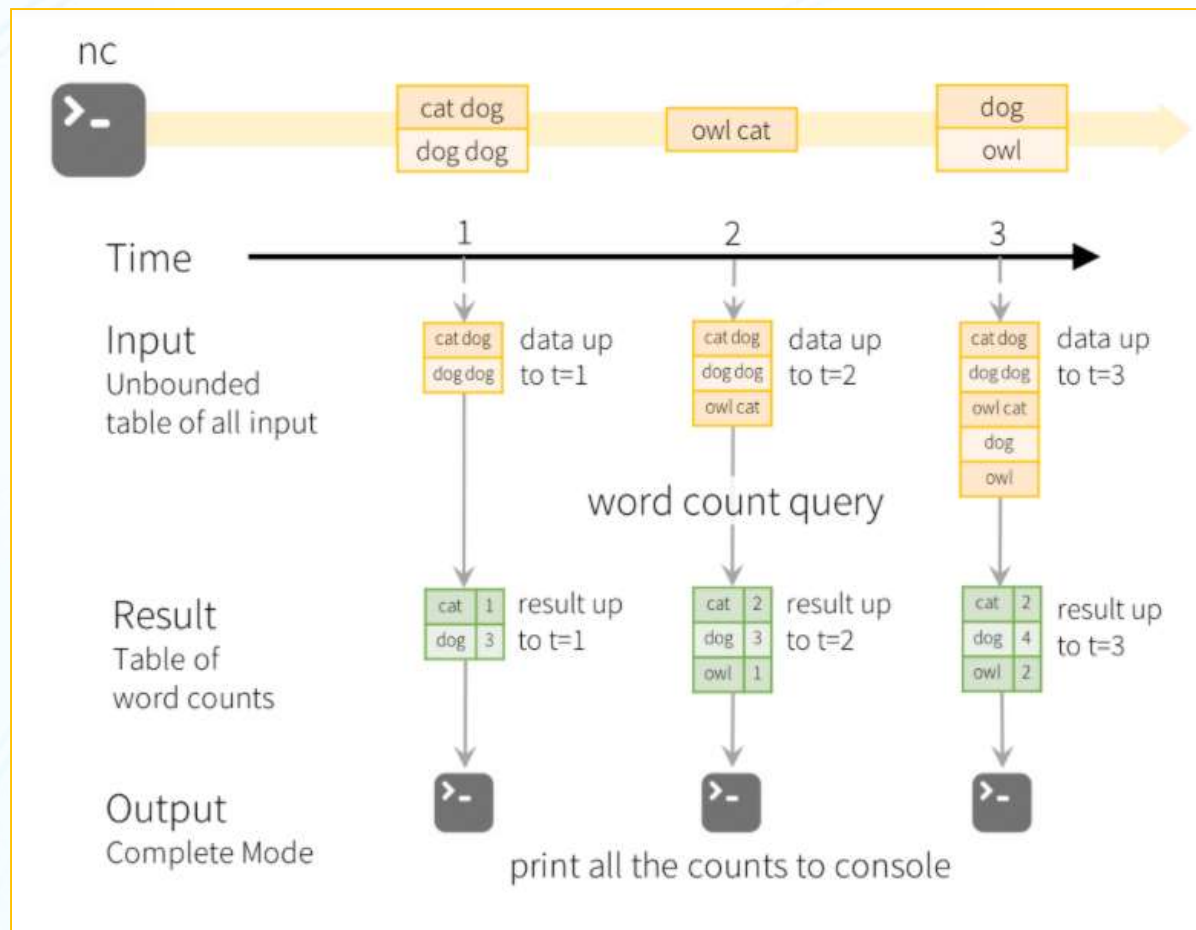 nc
>_
cat dog
dog dog
owl cat
dog
owl
Time
1
2
3
Input
Unbounded
table of all input
cat dog
dog dog
data up
to t=1
cat dog
dog dog
owl cat
data up
to t=2
cat dog
dog dog
owl cat
dog
owl
data up
to t=3
word count query
Result
Table of
word counts
cat 1
dog 3
result up
to t=1
cat 2
dog 3
owl 1
result up
to t=2
cat 2
dog 4
owl 2
result up
to t=3
Output
Complete Mode
>_
>_
>_
print all the counts to console